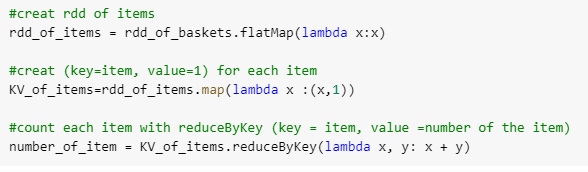 #creat rdd of items
rdd_of_items = rdd_of_baskets.flatMap(lambda x:x)
#creat (key=item, value=1) for each item
KV_of_items=rdd_of_items.map(lambda x :(x,1))
#count each item with reduceByKey (key = item, value =number of the item)
number_of_item = KV_of_items.reduceByKey(lambda x, y: x + y)